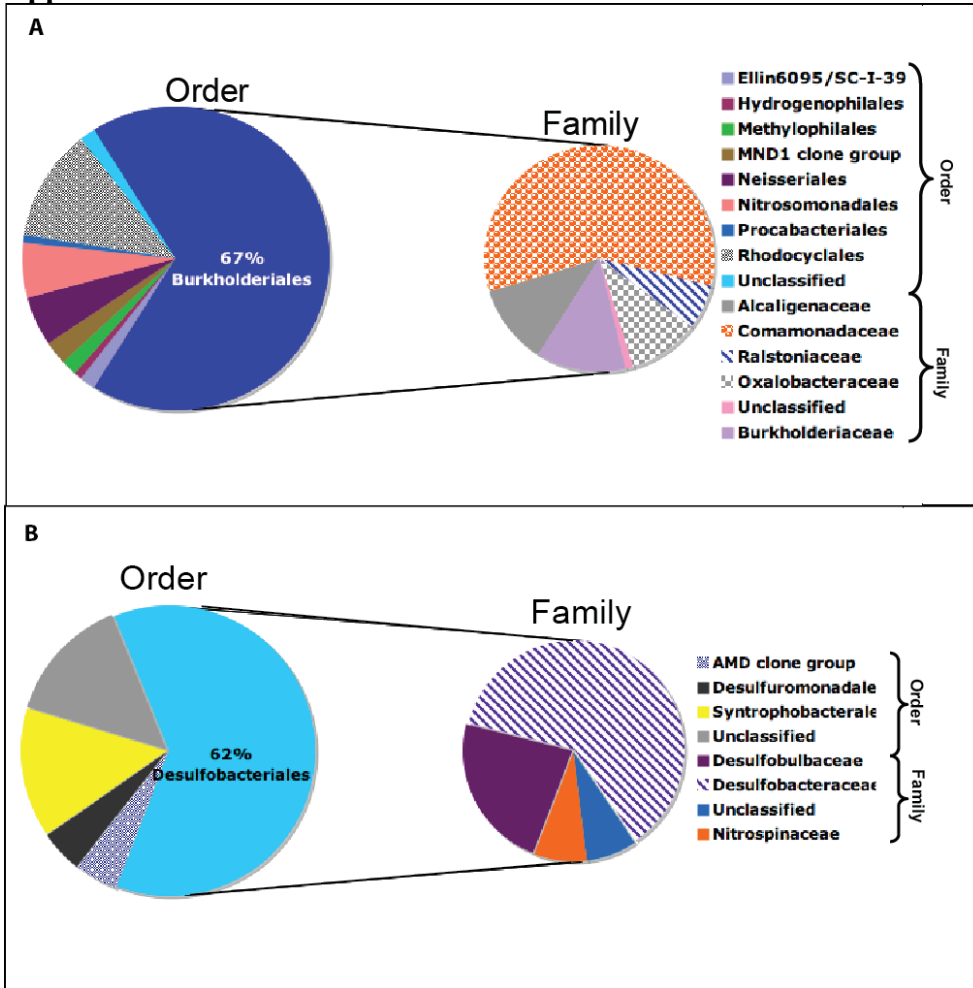 A
Order
Family
67%
Burkholderiales
Ellin6095/SC-I-39
Hydrogenophilales
Methylophilales
MND1 clone group
Neisseriales
Nitrosomonadales
Procabacteriales
Rhodocyclales
Unclassified
Alcaligenaceae
Comamonadaceae
Ralstoniaceae
Oxalobacteraceae
Unclassified
Burkholderiaceae
Order
Family
B
Order
Family
62%
Desulfobacteriales
AMD clone group
Desulfuromonadale
Syntrophobacterale
Unclassified
Desulfobulbaceae
Desulfobacteraceae
Unclassified
Nitrospinaceae
Order
Family